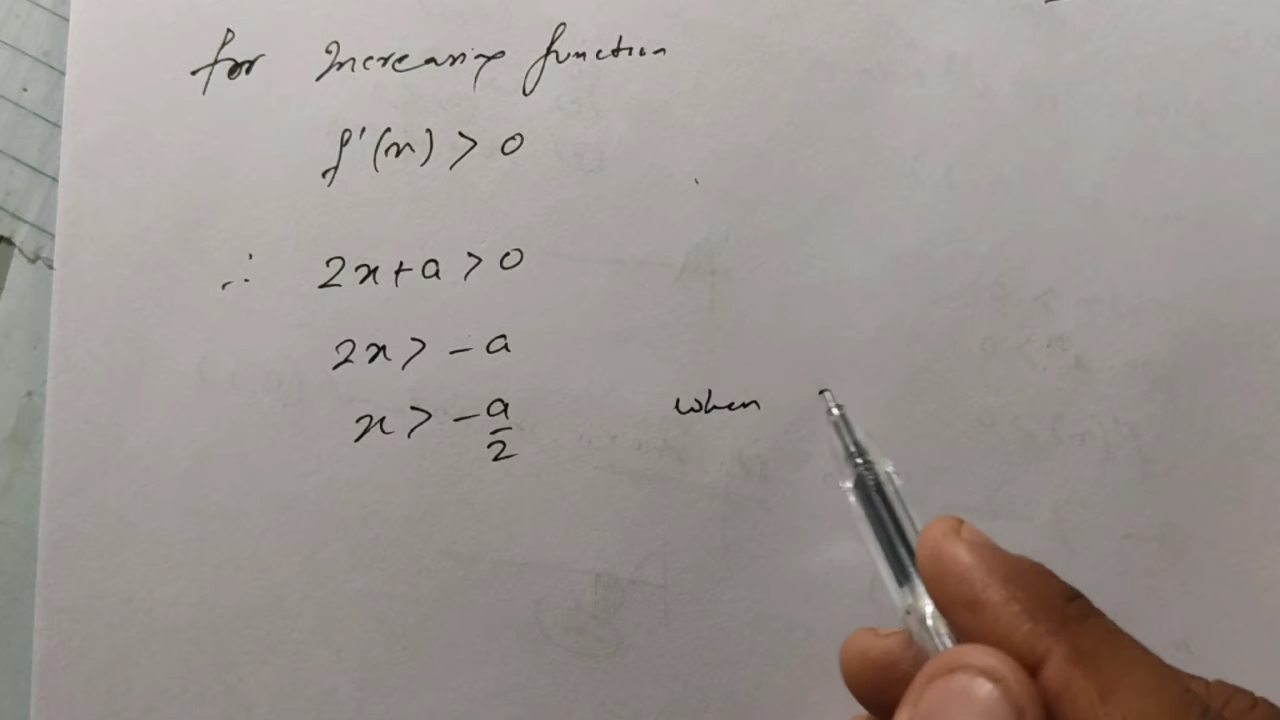 for Increasing function
f'(x) > 0
∴ 2x+a > 0
2x > -a
x > -a/2 when